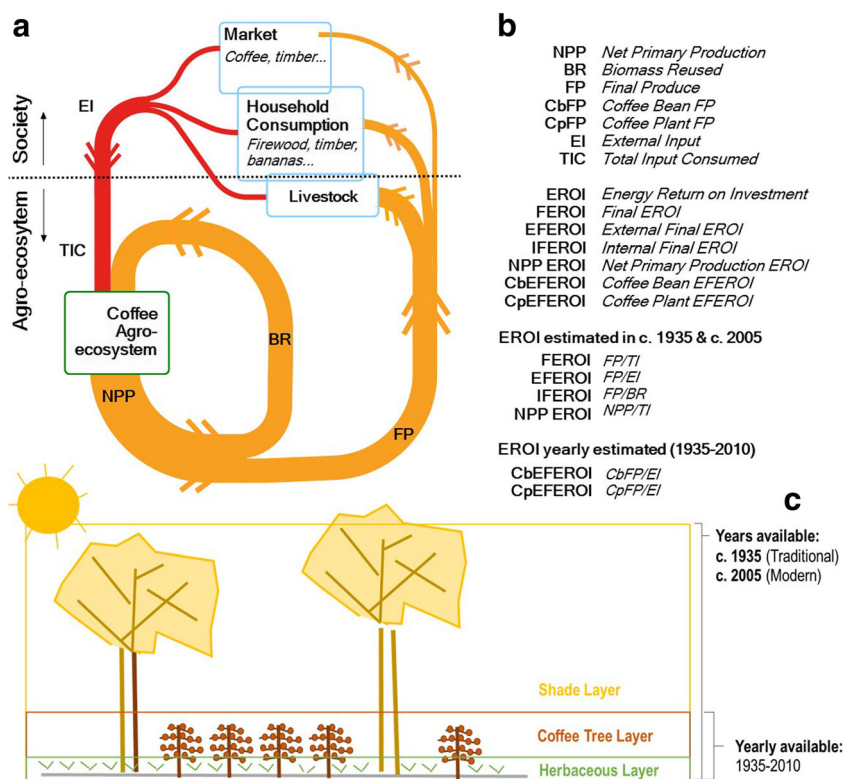 a
Market
Coffee, timber...
EI
Household
Consumption
Firewood, timber,
bananas...
Society
Livestock
Agro-ecosytem
TIC
Coffee
Agro-
ecosystem
BR
NPP
FP
b
NPP Net Primary Production
BR Biomass Reused
FP Final Produce
CbFP Coffee Bean FP
CpFP Coffee Plant FP
EI External Input
TIC Total Input Consumed
EROI Energy Return on Investment
FEROI Final EROI
EFEROI External Final EROI
IFEROI Internal Final EROI
NPP EROI Net Primary Production EROI
CbEFEROI Coffee Bean EFEROI
CpEFEROI Coffee Plant EFEROI
EROI estimated in c. 1935 & c. 2005
FEROI FP/TI
EFEROI FP/EI
IFEROI FP/BR
NPP EROI NPP/TI
EROI yearly estimated (1935-2010)
CbEFEROI CbFP/EI
CpEFEROI CpFP/EI
c
Years available:
c. 1935 (Traditional)
c. 2005 (Modern)
Shade Layer
Coffee Tree Layer
Herbaceous Layer
Yearly available:
1935-2010